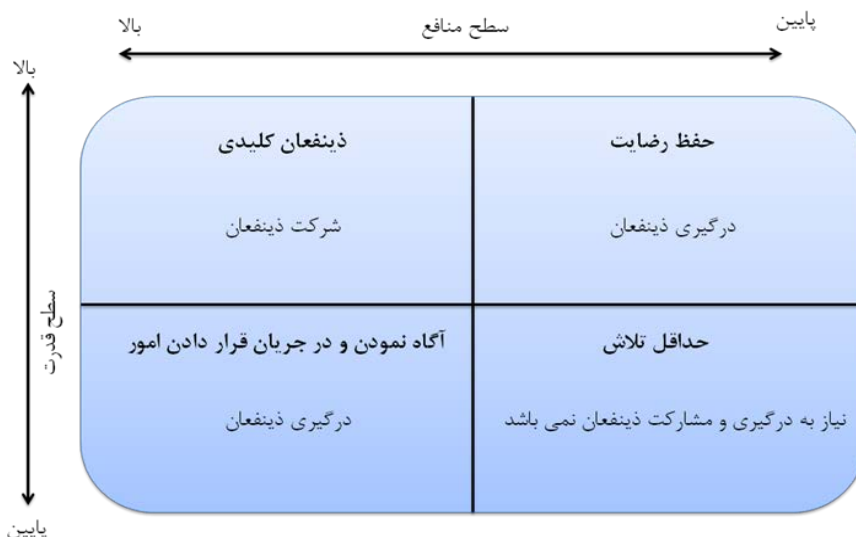 پایین
سطح منافع
بالا
بالا
سطح قدرت
پایین
حفظ رضایت
درگیری ذینفعان
ذینفعان کلیدی
شرکت ذینفعان
حداقل تلاش
نیاز به درگیری و مشارکت ذینفعان نمی باشد
آگاه نمودن و در جریان قرار دادن امور
درگیری ذینفعان